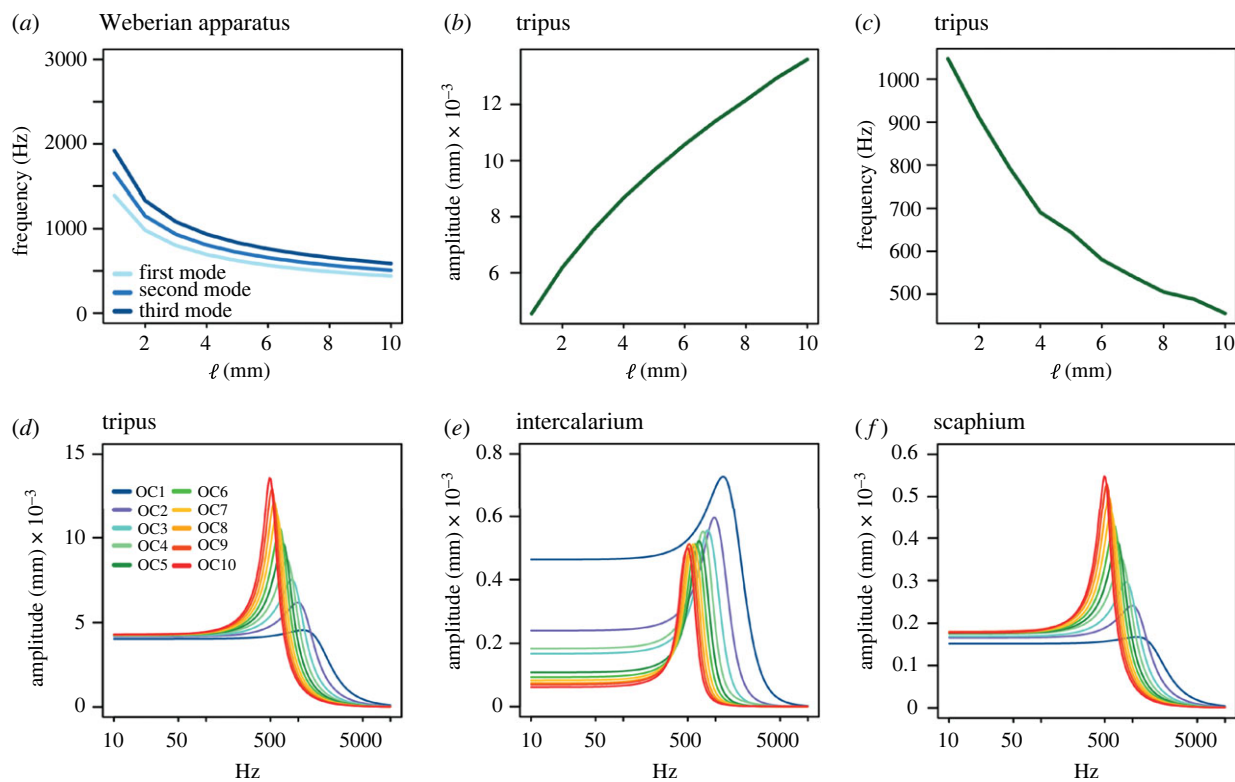 (a) Weberian apparatus
frequency (Hz)
3000
2000
1000
0
first mode
second mode
third mode
2 4 6 8 10
ℓ (mm)
(b) tripus
amplitude (mm) × 10⁻³
12
10
8
6
2 4 6 8 10
ℓ (mm)
(c) tripus
frequency (Hz)
1000
900
800
700
600
500
2 4 6 8 10
ℓ (mm)
(d) tripus
amplitude (mm) × 10⁻³
15
10
5
0
OC1 OC6
OC2 OC7
OC3 OC8
OC4 OC9
OC5 OC10
10 50 500 5000
Hz
(e) intercalarium
amplitude (mm) × 10⁻³
0.8
0.6
0.4
0.2
0
10 50 500 5000
Hz
(f) scaphium
amplitude (mm) × 10⁻³
0.6
0.5
0.4
0.3
0.2
0.1
0
10 50 500 5000
Hz